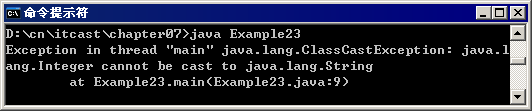 命令提示符
D:\cn\itcast\chapter07>java Example23
Exception in thread "main" java.lang.ClassCastException: java.l
ang.Integer cannot be cast to java.lang.String
        at Example23.main(Example23.java:9)